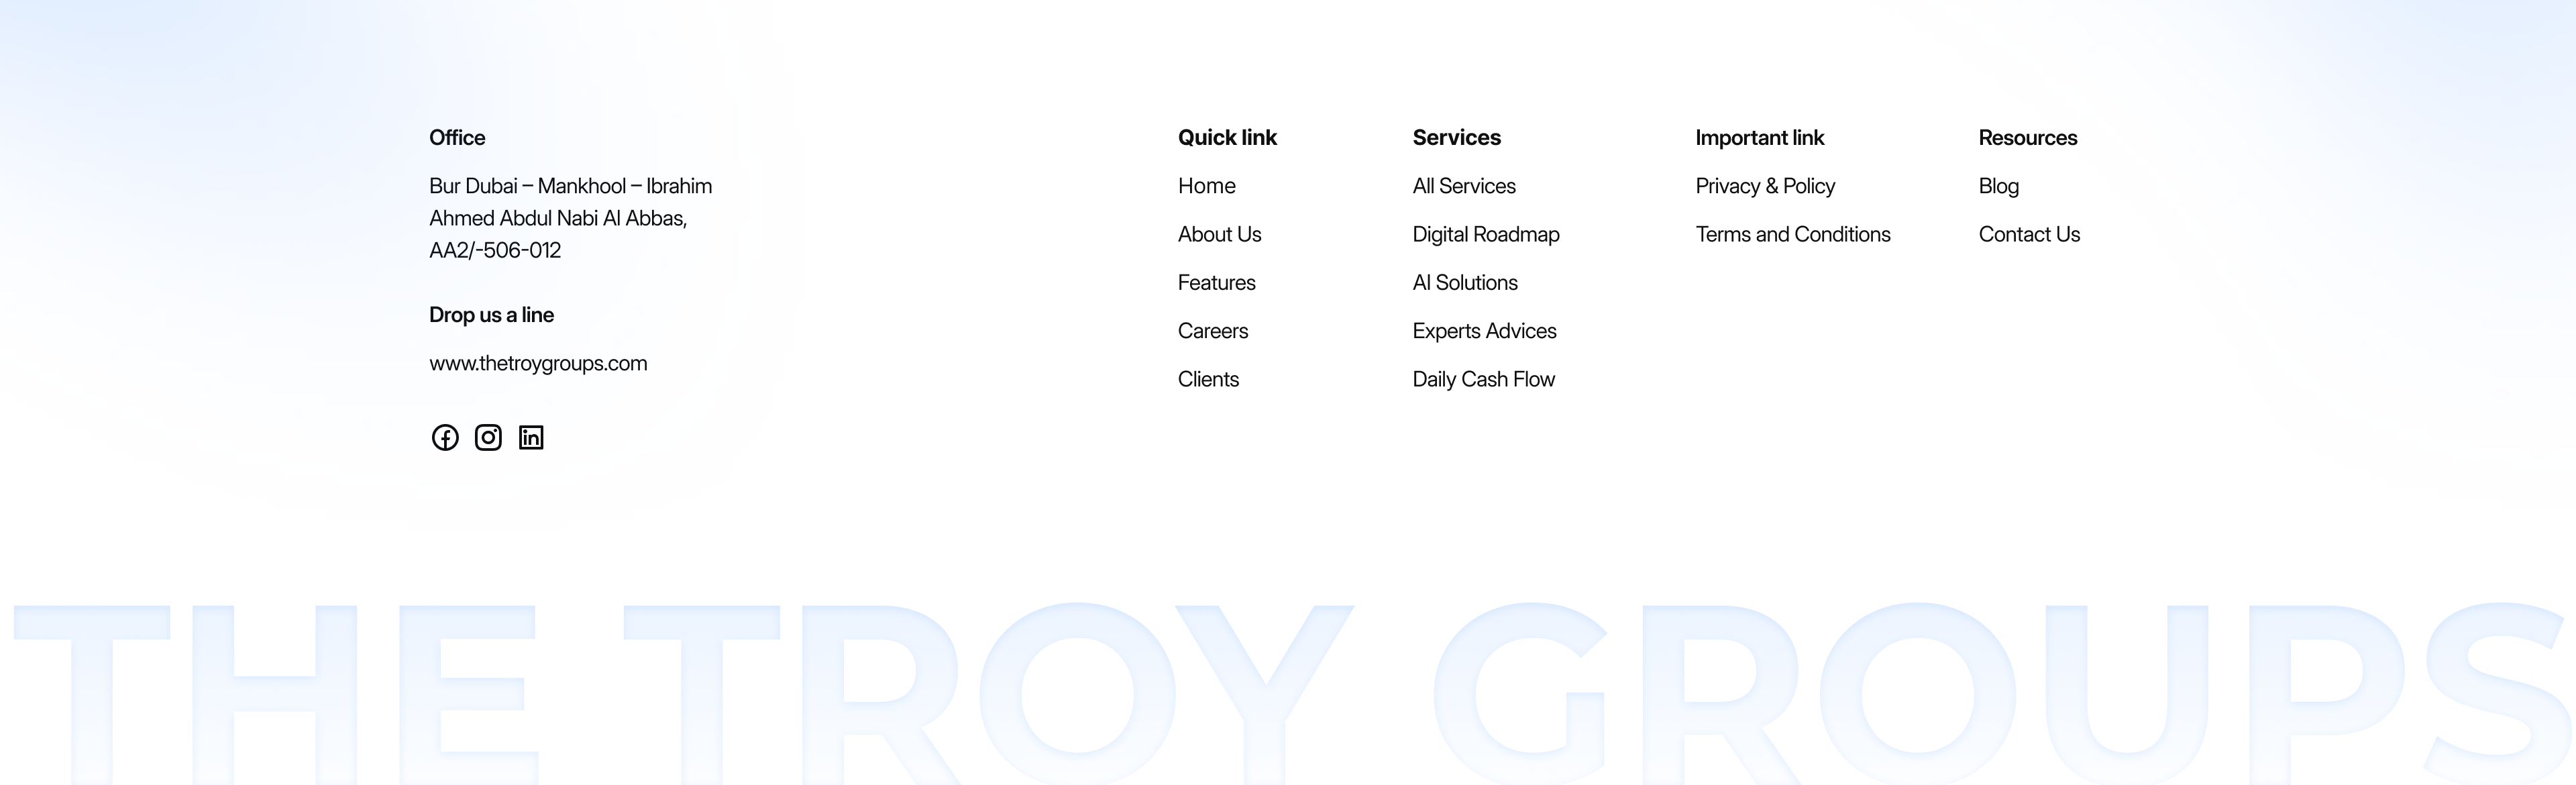 Office
Bur Dubai – Mankhool – Ibrahim
Ahmed Abdul Nabi Al Abbas,
AA2/-506-012
Drop us a line
www.thetroygroups.com
Quick link
Home
About Us
Features
Careers
Clients
Services
All Services
Digital Roadmap
AI Solutions
Experts Advices
Daily Cash Flow
Important link
Privacy & Policy
Terms and Conditions
Resources
Blog
Contact Us
THE TROY GROUPS